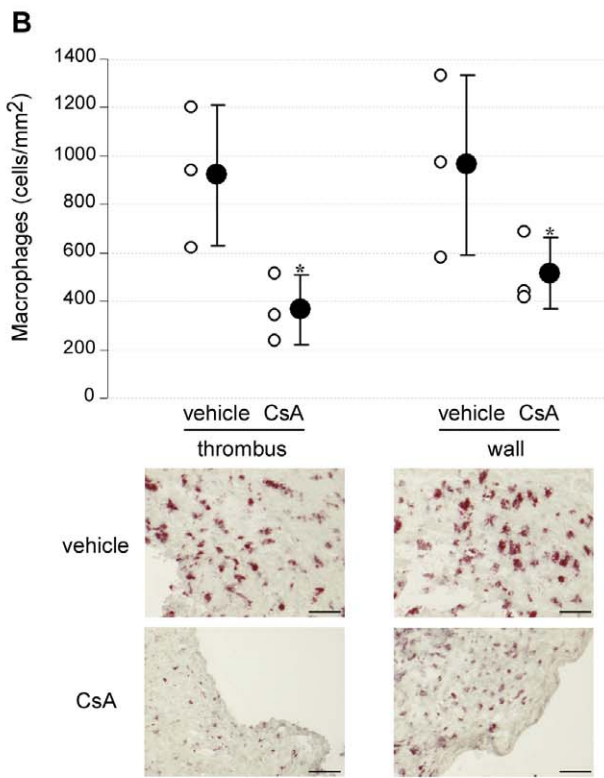 B
Macrophages (cells/mm²)
1400
1200
1000
800
600
400
200
0
*
*
vehicle CsA vehicle CsA
thrombus wall
vehicle
CsA